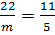 22/m = 11/5